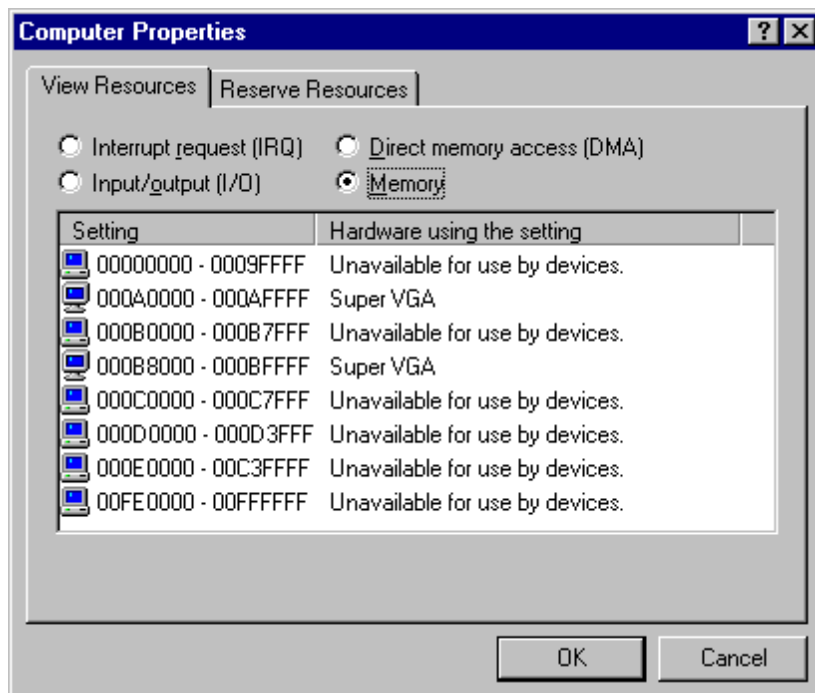 Computer Properties
View Resources Reserve Resources
Interrupt request (IRQ) Direct memory access (DMA)
Input/output (I/O) Memory
Setting Hardware using the setting
00000000 - 0009FFFF Unavailable for use by devices.
000A0000 - 000AFFFF Super VGA
000B0000 - 000B7FFF Unavailable for use by devices.
000B8000 - 000BFFFF Super VGA
000C0000 - 000C7FFF Unavailable for use by devices.
000D0000 - 000D3FFF Unavailable for use by devices.
000E0000 - 00C3FFFF Unavailable for use by devices.
00FE0000 - 00FFFFFF Unavailable for use by devices.
OK Cancel